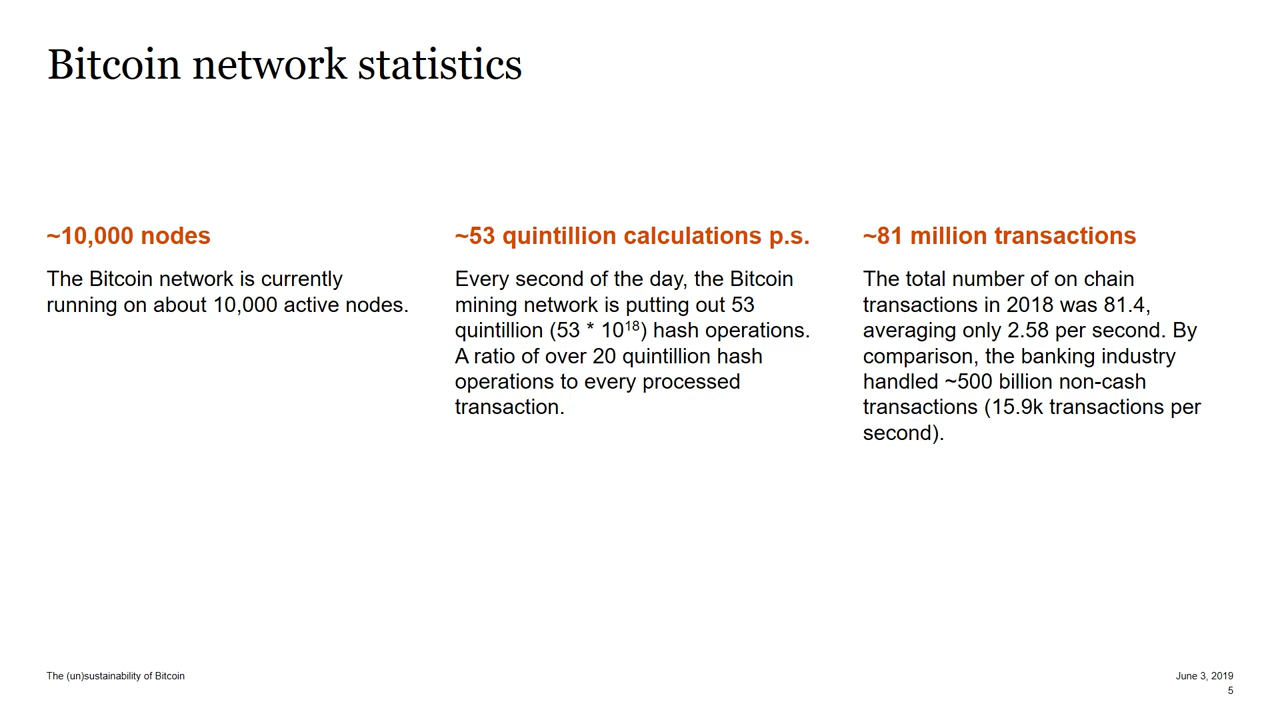 Bitcoin network statistics
~10,000 nodes
The Bitcoin network is currently
running on about 10,000 active nodes.
~53 quintillion calculations p.s.
Every second of the day, the Bitcoin
mining network is putting out 53
quintillion (53 * 10¹⁸) hash operations.
A ratio of over 20 quintillion hash
operations to every processed
transaction.
~81 million transactions
The total number of on chain
transactions in 2018 was 81.4,
averaging only 2.58 per second. By
comparison, the banking industry
handled ~500 billion non-cash
transactions (15.9k transactions per
second).
The (un)sustainability of Bitcoin
June 3, 2019
5